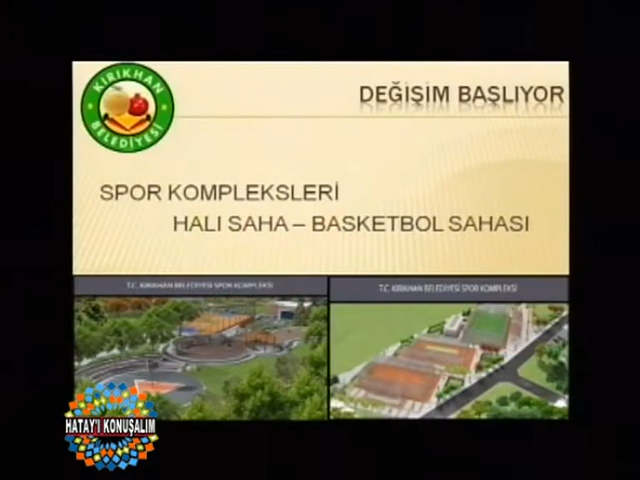 KIRIKHAN
BELEDİYESİ
DEĞİŞİM BAŞLIYOR
SPOR KOMPLEKSLERİ
HALI SAHA – BASKETBOL SAHASI
T.C. KIRIKHAN BELEDİYESİ SPOR KOMPLEKSİ
T.C. KIRIKHAN BELEDİYESİ SPOR KOMPLEKSİ
HATAY'I KONUŞALIM